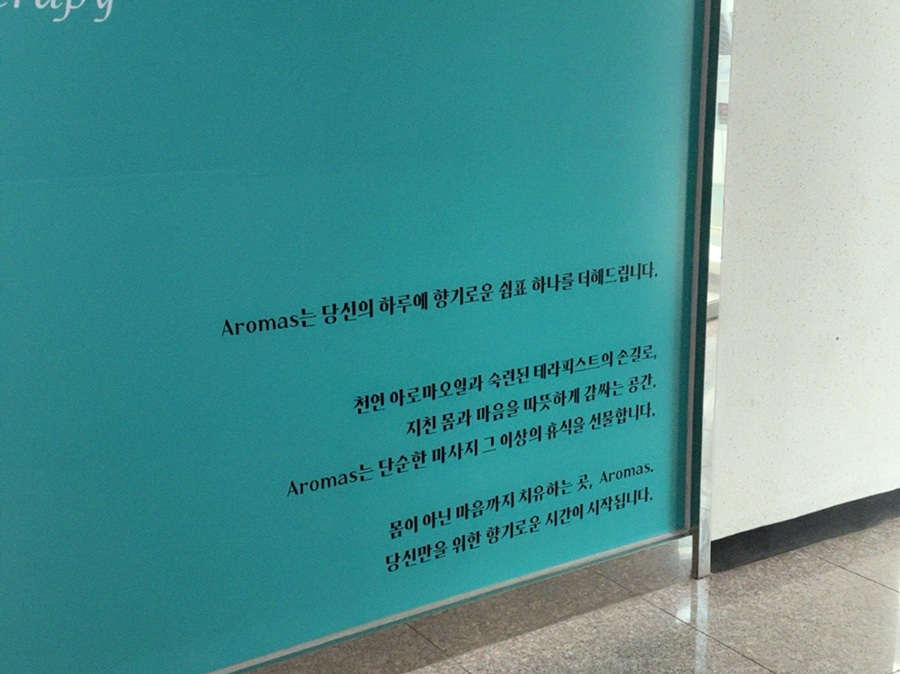 erapy
Aromas는 당신의 하루에 향기로운 쉼표 하나를 더해드립니다.
천연 아로마오일과 숙련된 테라피스트의 손길로,
지친 몸과 마음을 따뜻하게 감싸는 공간.
Aromas는 단순한 마사지 그 이상의 휴식을 선물합니다.
몸이 아닌 마음까지 치유하는 곳, Aromas.
당신만을 위한 향기로운 시간이 시작됩니다.